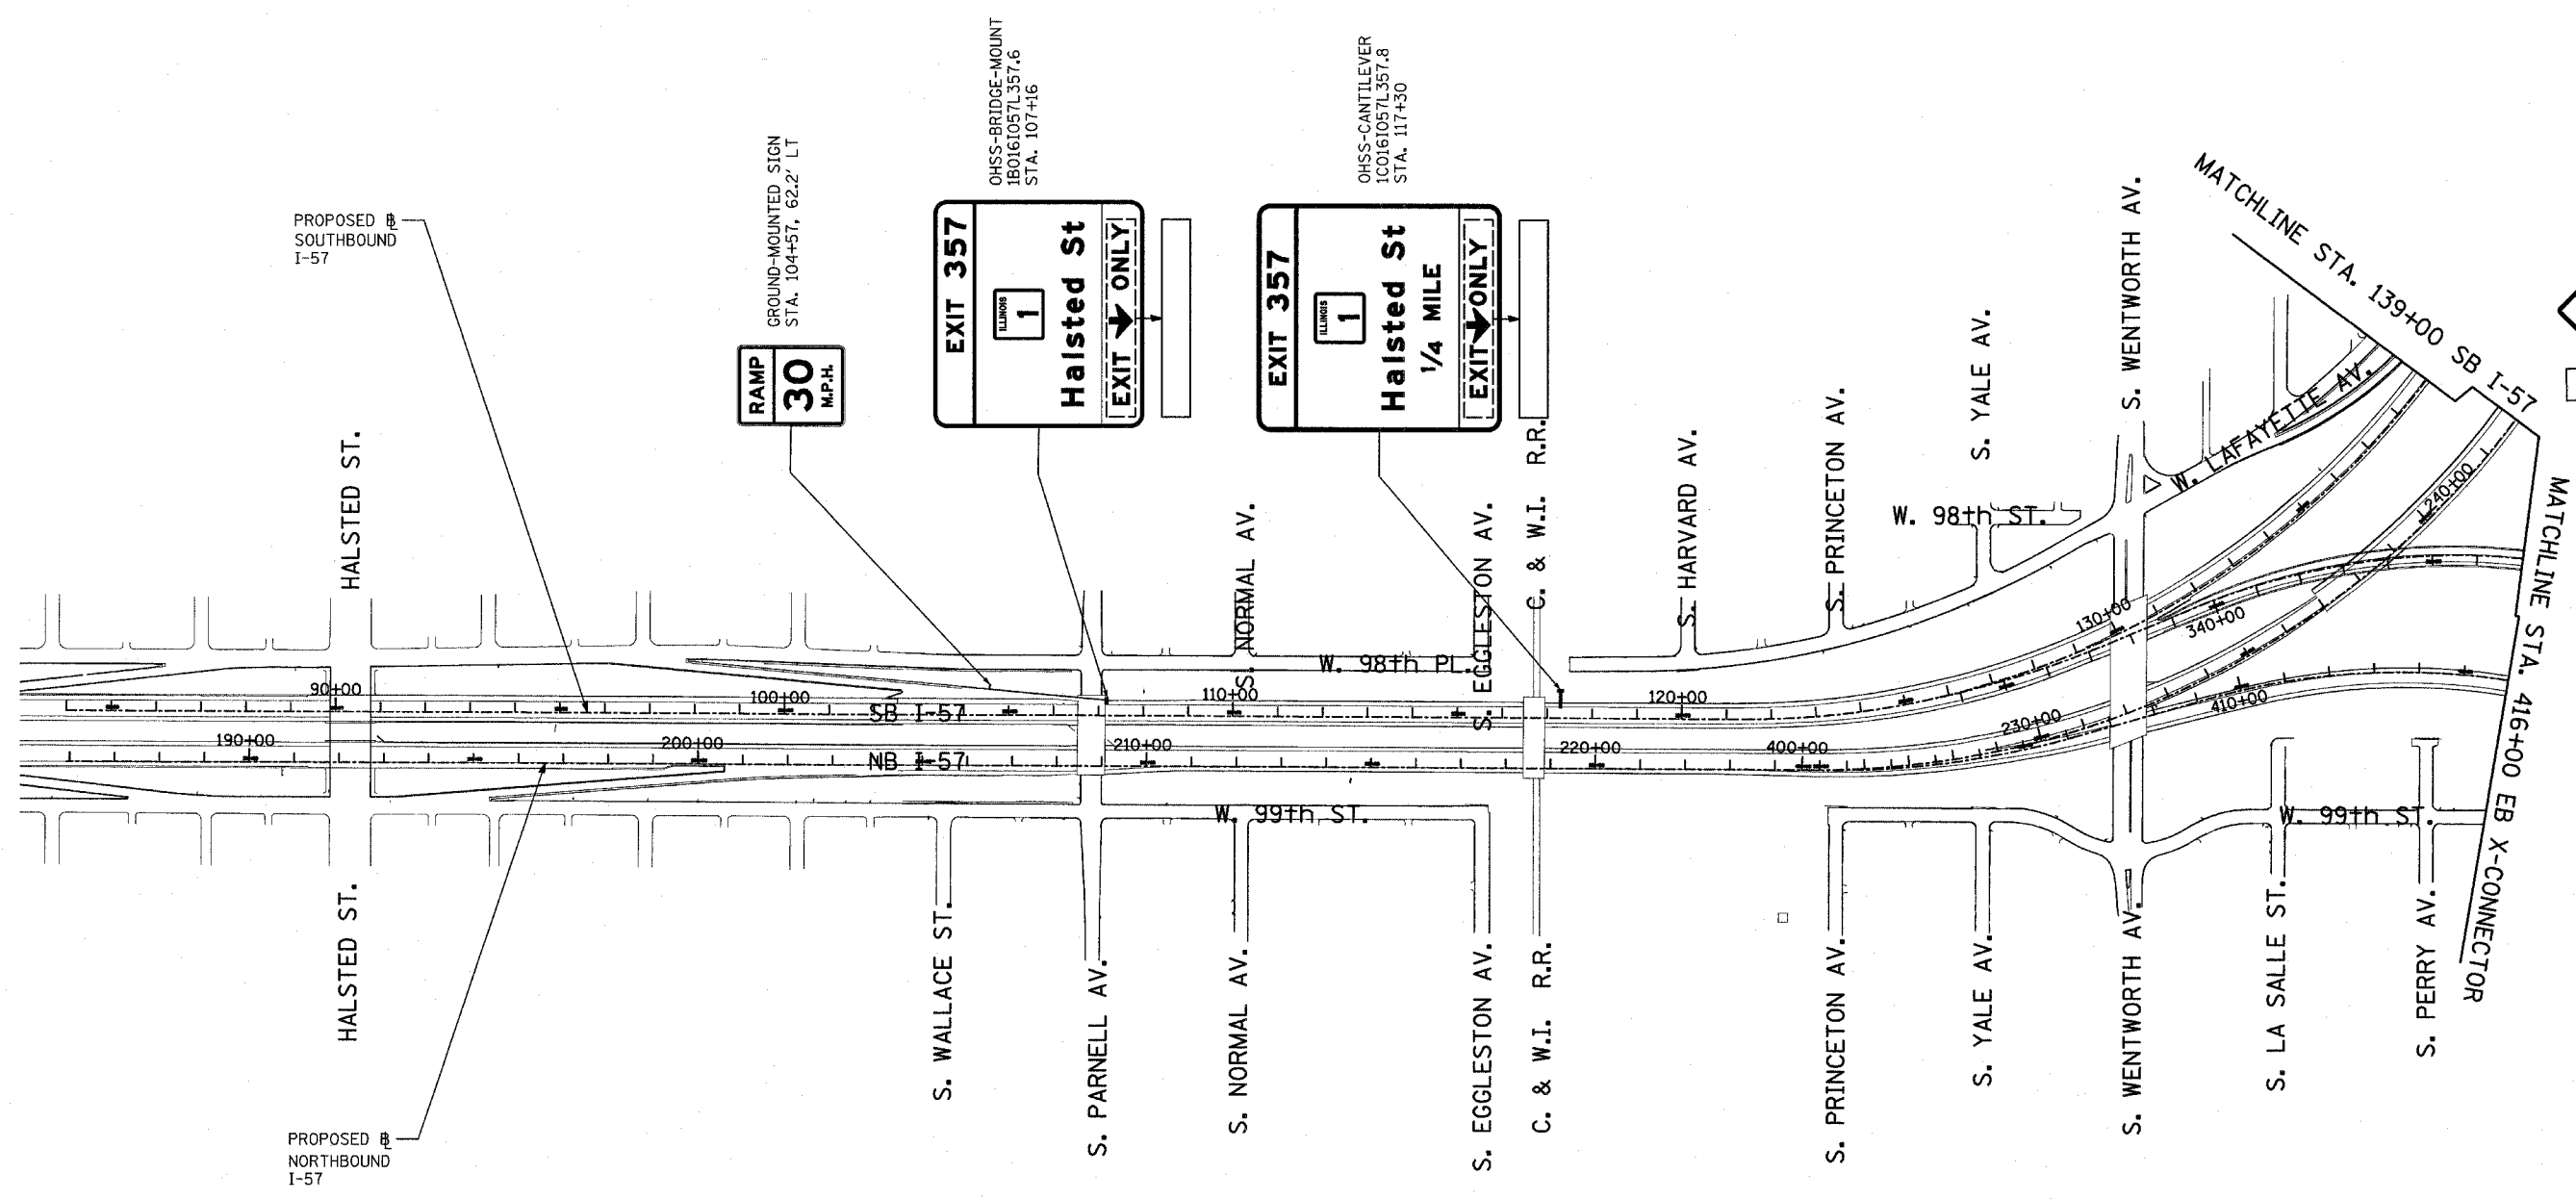 PROPOSED ℄
SOUTHBOUND
I-57
GROUND-MOUNTED SIGN
STA. 104+57, 62.2' LT
RAMP
30
M.P.H.
OHSS-BRIDGE-MOUNT
1B016I057L357.6
STA. 107+16
EXIT 357
ILLINOIS
1
Halsted St
EXIT ONLY
OHSS-CANTILEVER
1C016I057L357.8
STA. 117+30
EXIT 357
ILLINOIS
1
Halsted St
1/4 MILE
EXIT ONLY
MATCHLINE STA. 139+00 SB I-57
MATCHLINE STA. 416+00 EB X-CONNECTOR
HALSTED ST.
S. NORMAL AV.
S. EGGLESTON AV.
C. & W.I. R.R.
S. HARVARD AV.
S. PRINCETON AV.
S. YALE AV.
S. WENTWORTH AV.
W. LAFAYETTE AV.
W. 98th ST.
W. 98th PL.
90+00
100+00
110+00
120+00
130+00
340+00
240+00
SB I-57
190+00
200+00
210+00
220+00
400+00
230+00
410+00
NB I-57
W. 99th ST.
W. 99th ST.
HALSTED ST.
S. WALLACE ST.
S. PARNELL AV.
S. NORMAL AV.
S. EGGLESTON AV.
C. & W.I. R.R.
S. PRINCETON AV.
S. YALE AV.
S. WENTWORTH AV.
S. LA SALLE ST.
S. PERRY AV.
PROPOSED ℄
NORTHBOUND
I-57